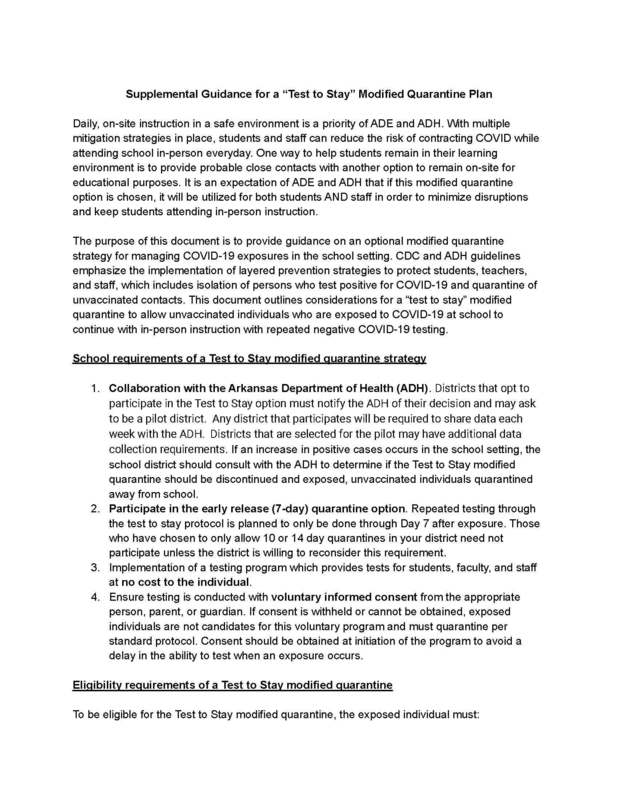 Supplemental Guidance for a “Test to Stay” Modified Quarantine Plan
Daily, on-site instruction in a safe environment is a priority of ADE and ADH. With multiple
mitigation strategies in place, students and staff can reduce the risk of contracting COVID while
attending school in-person everyday. One way to help students remain in their learning
environment is to provide probable close contacts with another option to remain on-site for
educational purposes. It is an expectation of ADE and ADH that if this modified quarantine
option is chosen, it will be utilized for both students AND staff in order to minimize disruptions
and keep students attending in-person instruction.
The purpose of this document is to provide guidance on an optional modified quarantine
strategy for managing COVID-19 exposures in the school setting. CDC and ADH guidelines
emphasize the implementation of layered prevention strategies to protect students, teachers,
and staff, which includes isolation of persons who test positive for COVID-19 and quarantine of
unvaccinated contacts. This document outlines considerations for a “test to stay” modified
quarantine to allow unvaccinated individuals who are exposed to COVID-19 at school to
continue with in-person instruction with repeated negative COVID-19 testing.
School requirements of a Test to Stay modified quarantine strategy
1. Collaboration with the Arkansas Department of Health (ADH). Districts that opt to
participate in the Test to Stay option must notify the ADH of their decision and may ask
to be a pilot district. Any district that participates will be required to share data each
week with the ADH. Districts that are selected for the pilot may have additional data
collection requirements. If an increase in positive cases occurs in the school setting, the
school district should consult with the ADH to determine if the Test to Stay modified
quarantine should be discontinued and exposed, unvaccinated individuals quarantined
away from school.
2. Participate in the early release (7-day) quarantine option. Repeated testing through
the test to stay protocol is planned to only be done through Day 7 after exposure. Those
who have chosen to only allow 10 or 14 day quarantines in your district need not
participate unless the district is willing to reconsider this requirement.
3. Implementation of a testing program which provides tests for students, faculty, and staff
at no cost to the individual.
4. Ensure testing is conducted with voluntary informed consent from the appropriate
person, parent, or guardian. If consent is withheld or cannot be obtained, exposed
individuals are not candidates for this voluntary program and must quarantine per
standard protocol. Consent should be obtained at initiation of the program to avoid a
delay in the ability to test when an exposure occurs.
Eligibility requirements of a Test to Stay modified quarantine
To be eligible for the Test to Stay modified quarantine, the exposed individual must: